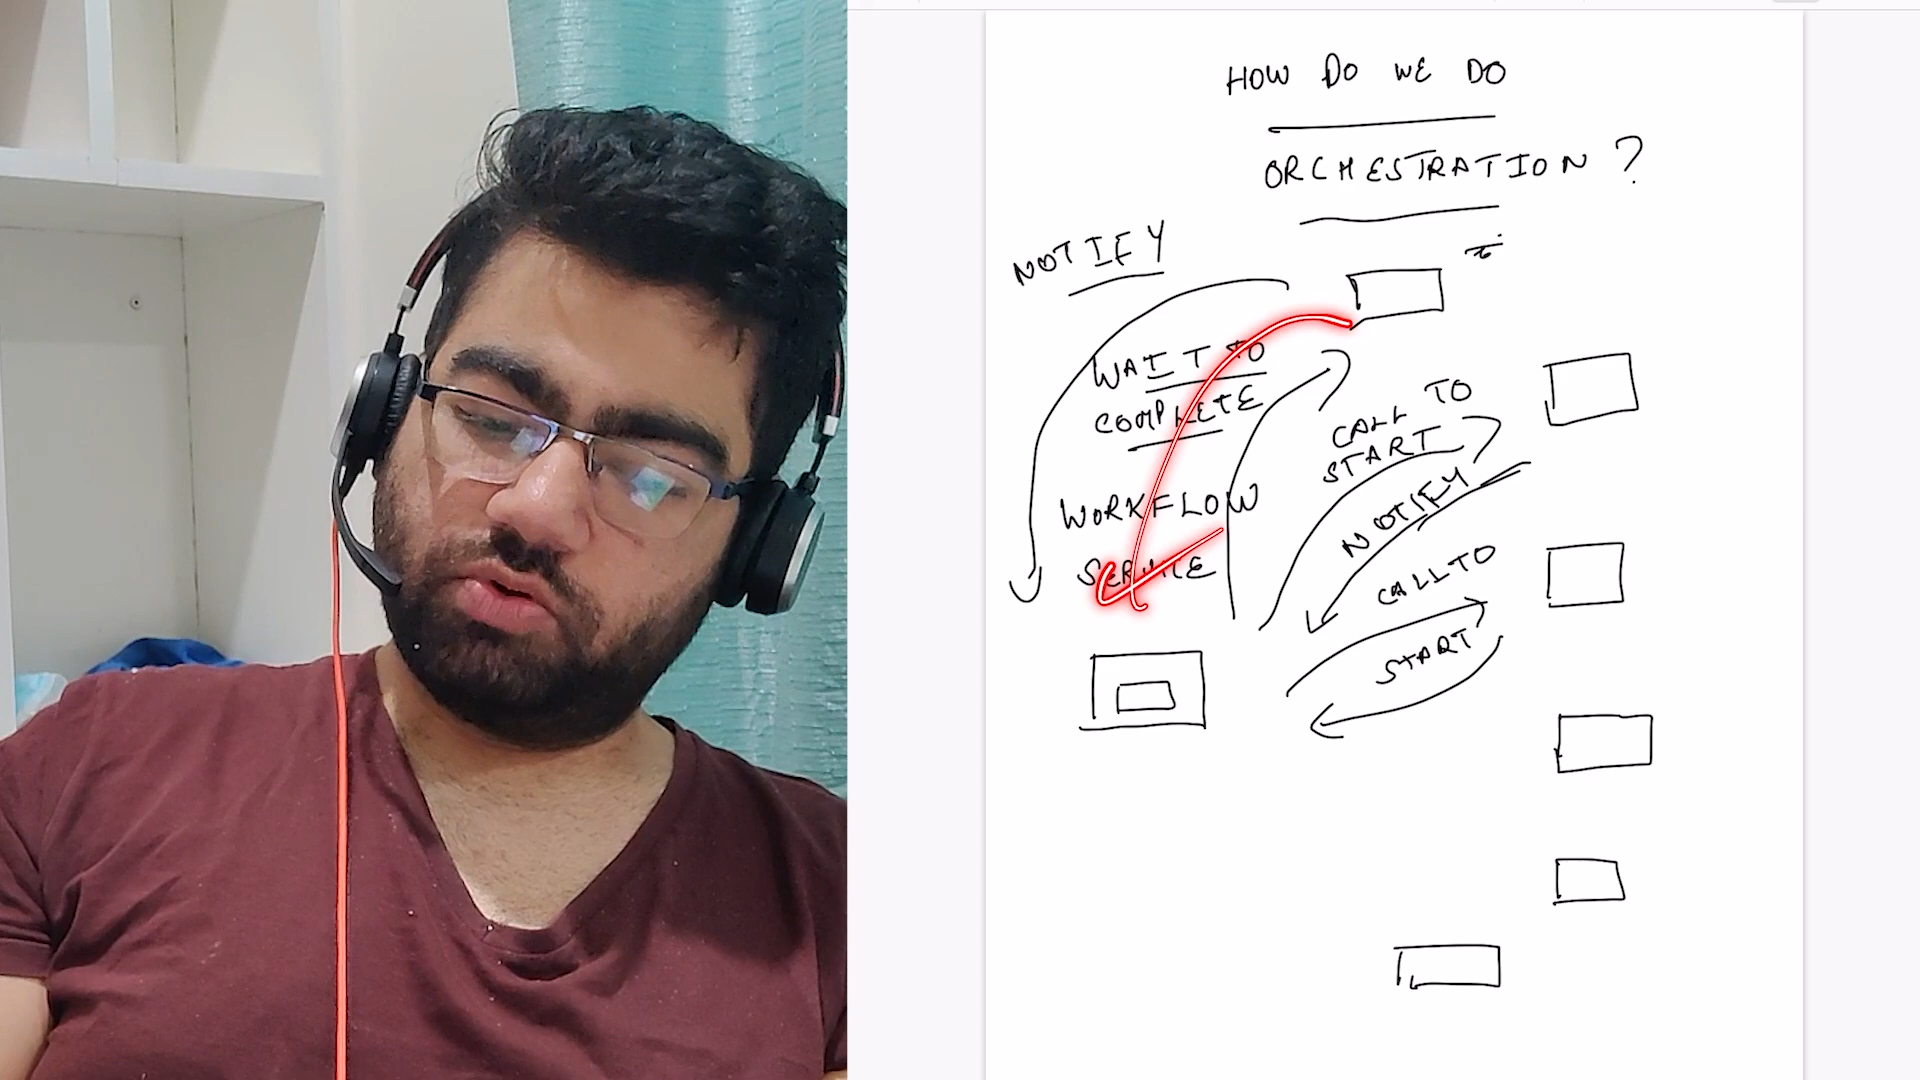 HOW DO WE DO
ORCHESTRATION ?
NOTIFY
WAIT TO
COMPLETE
CALL TO
START
NOTIFY
WORKFLOW
SERVICE
CALL TO
START